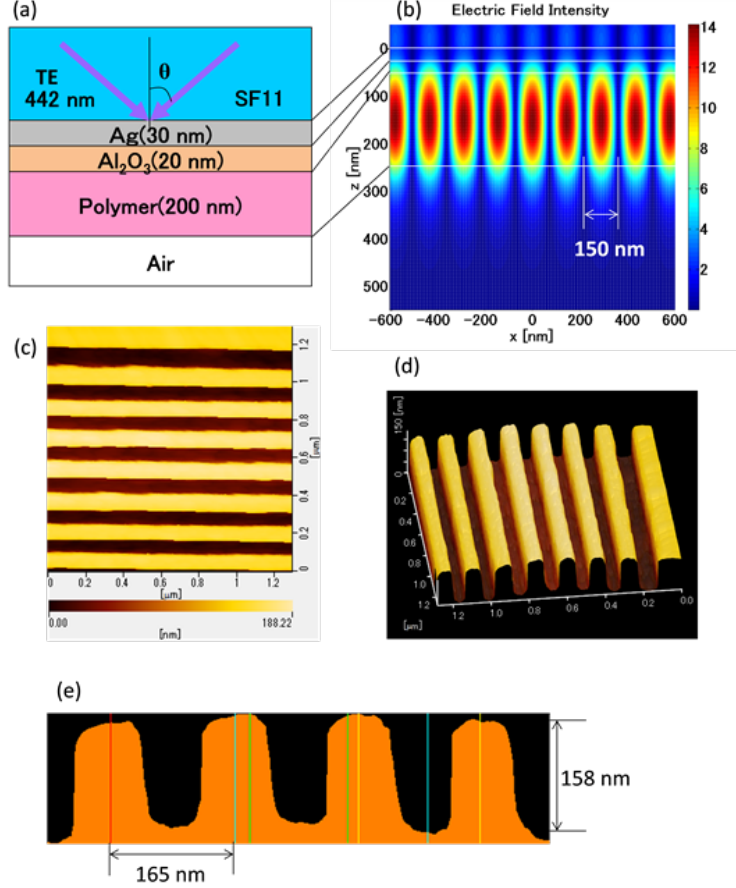 (a)
TE
442 nm
θ
SF11
Ag(30 nm)
Al2O3(20 nm)
Polymer(200 nm)
Air
(b)
Electric Field Intensity
0
100
200
300
400
500
z [nm]
150 nm
-600 -400 -200 0 200 400 600
x [nm]
14
12
10
8
6
4
2
(c)
1.2
1
0.8
0.6
0.4
0.2
0
[μm]
0 0.2 0.4 0.6 0.8 1 1.2
[μm]
0.00 188.22
[nm]
(d)
150 [nm]
0
0.2
0.4
0.6
0.8
1.0
1.2
[μm]
1.2 1.0 0.8 0.6 0.4 0.2 0.0
(e)
158 nm
165 nm